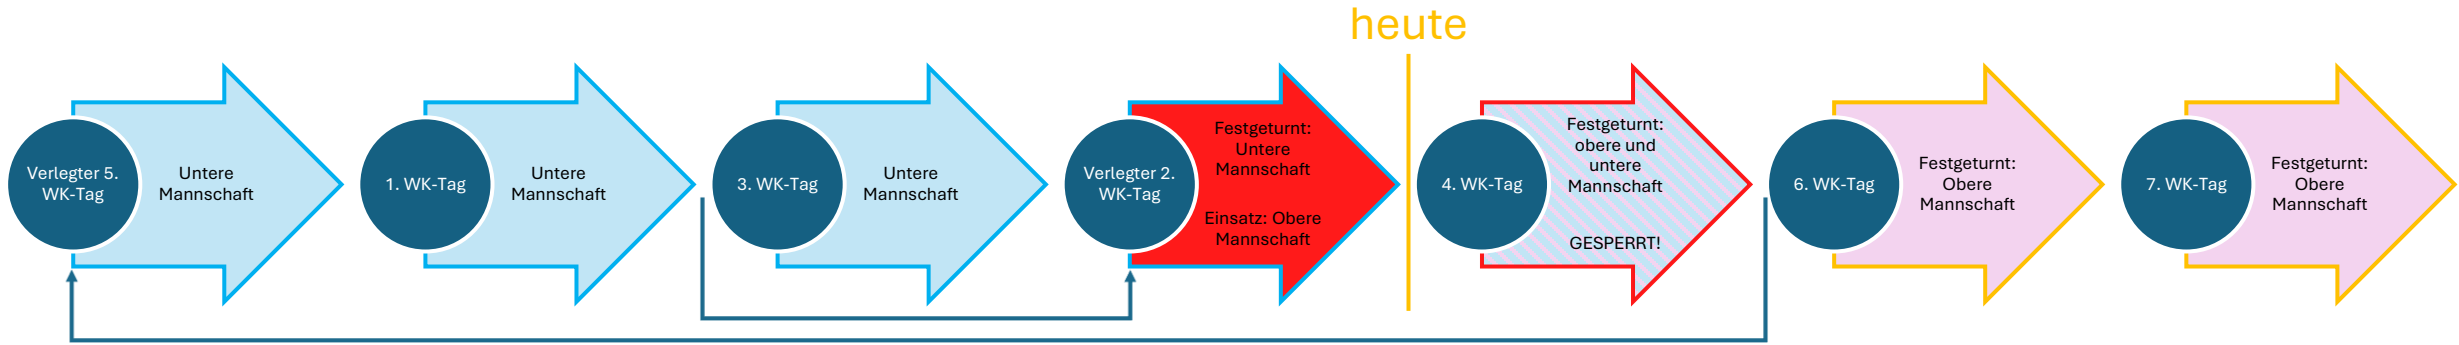 heute
Verlegter 5.
WK-Tag
Untere
Mannschaft
1. WK-Tag
Untere
Mannschaft
3. WK-Tag
Untere
Mannschaft
Verlegter 2.
WK-Tag
Festgeturnt:
Untere
Mannschaft
Einsatz: Obere
Mannschaft
4. WK-Tag
Festgeturnt:
obere und
untere
Mannschaft
GESPERRT!
6. WK-Tag
Festgeturnt:
Obere
Mannschaft
7. WK-Tag
Festgeturnt:
Obere
Mannschaft